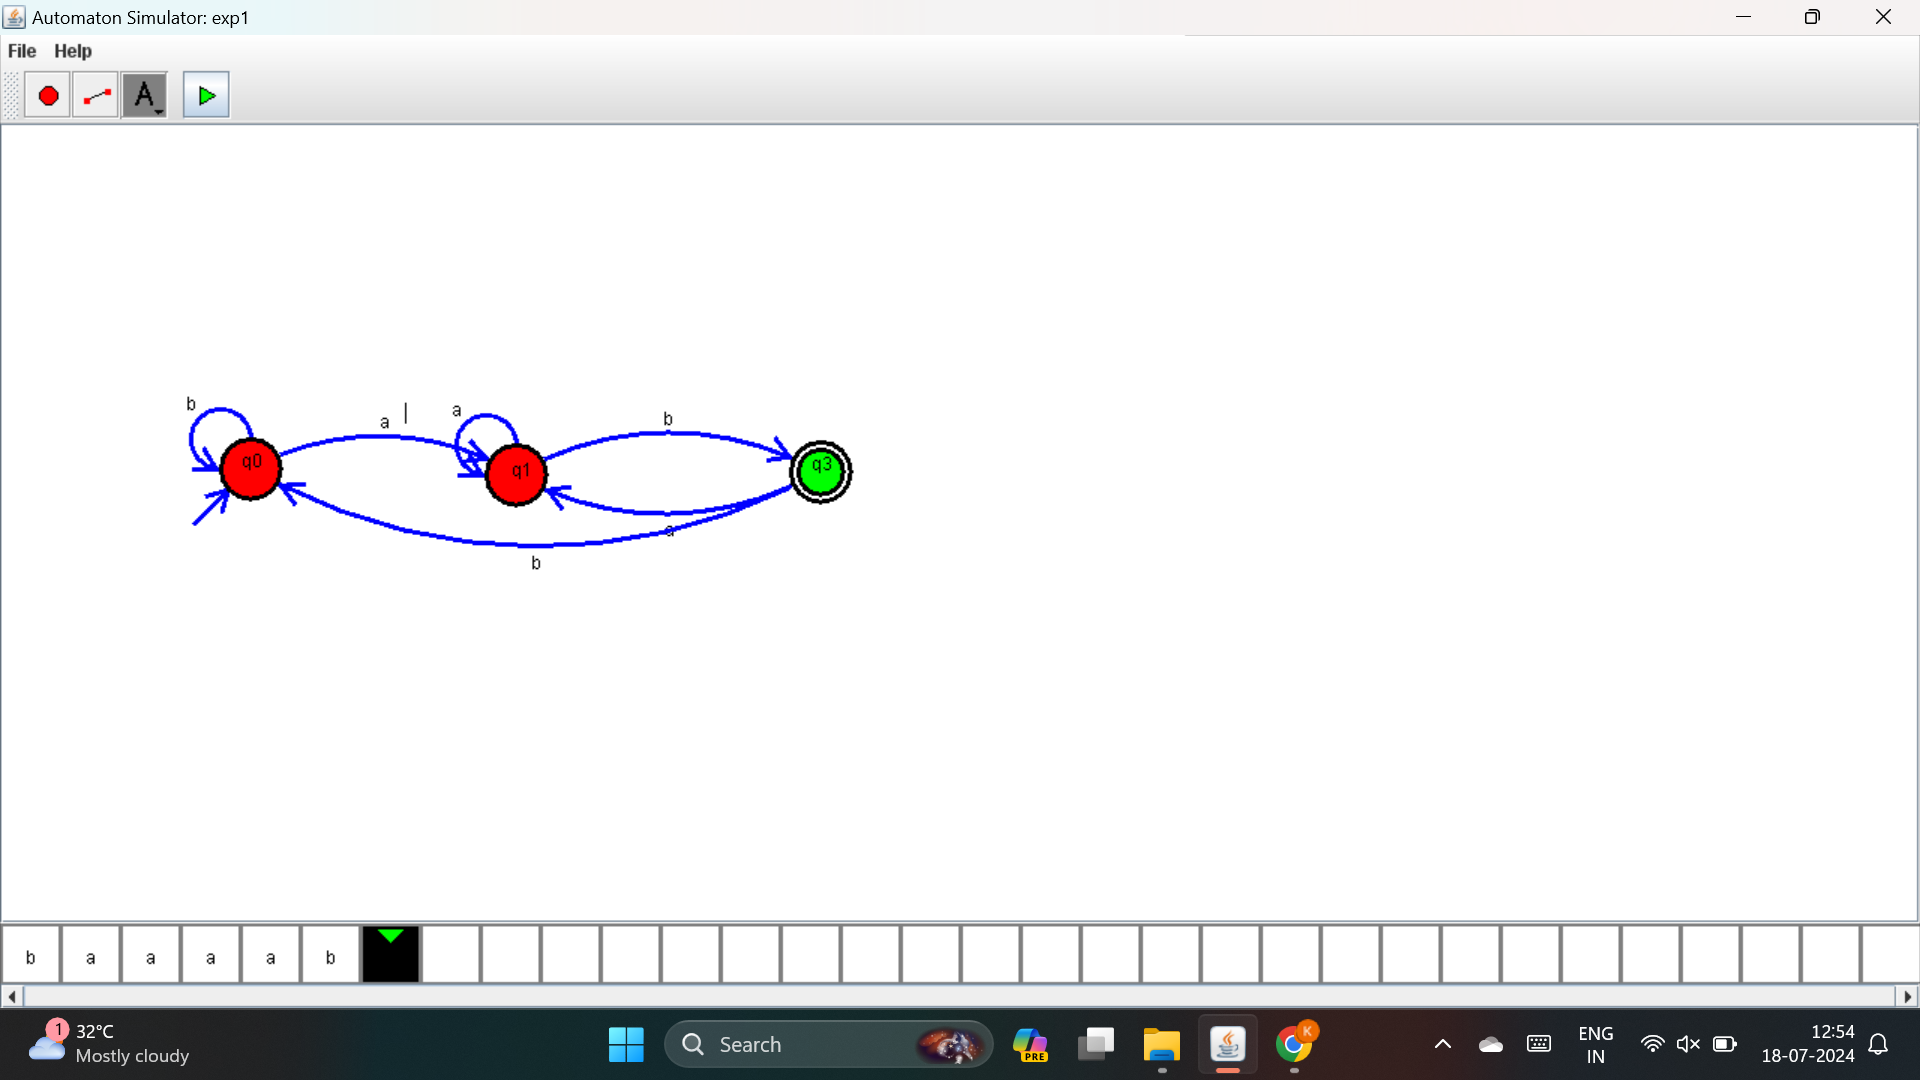 Automaton Simulator: exp1
File Help
A
b
a
a
b
q0
q1
q3
a
b
b a a a a b
1
32°C
Mostly cloudy
Search
PRE
K
ENG
IN
12:54
18-07-2024